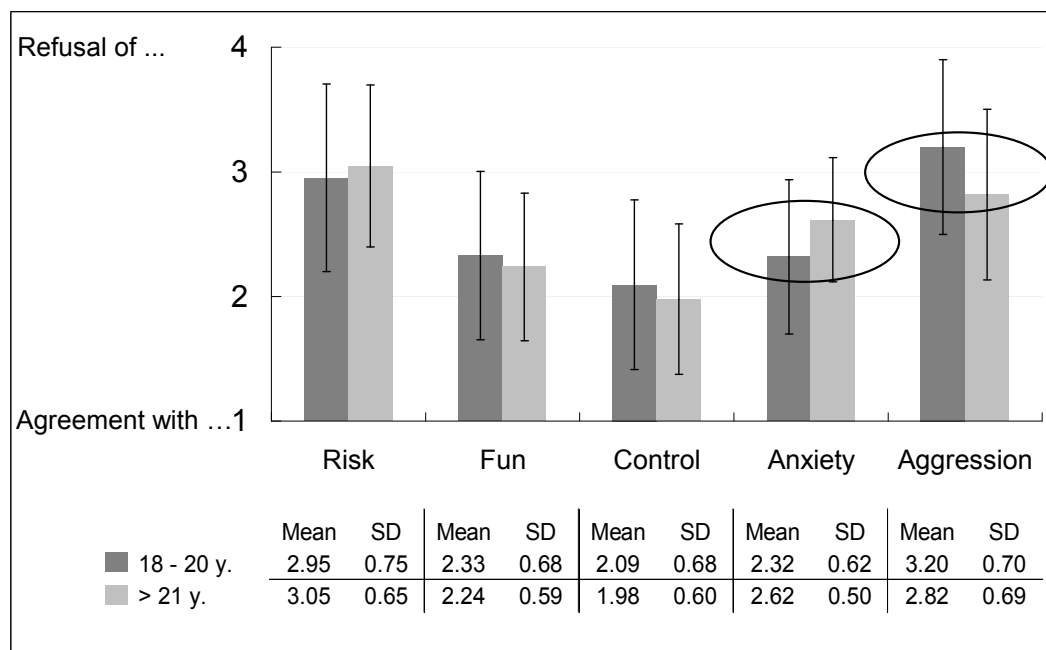 Refusal of ...
4
3
2
Agreement with …
1
Risk Fun Control Anxiety Aggression
Mean SD Mean SD Mean SD Mean SD Mean SD
18 - 20 y. 2.95 0.75 2.33 0.68 2.09 0.68 2.32 0.62 3.20 0.70
> 21 y. 3.05 0.65 2.24 0.59 1.98 0.60 2.62 0.50 2.82 0.69